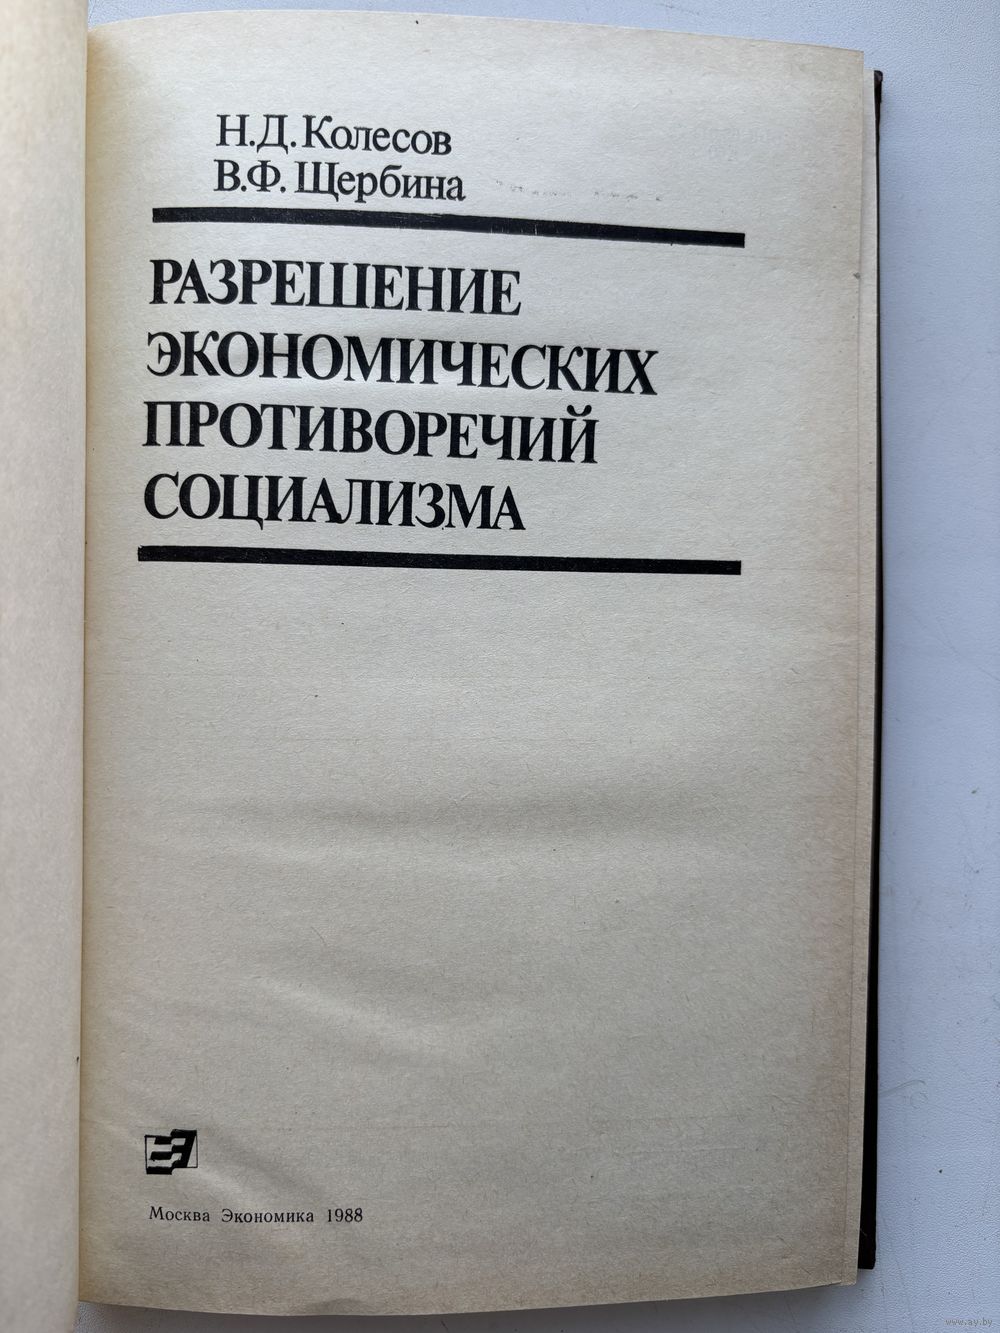 Н.Д. Колесов
В.Ф. Щербина
РАЗРЕШЕНИЕ
ЭКОНОМИЧЕСКИХ
ПРОТИВОРЕЧИЙ
СОЦИАЛИЗМА
Москва Экономика 1988
www.ay.by